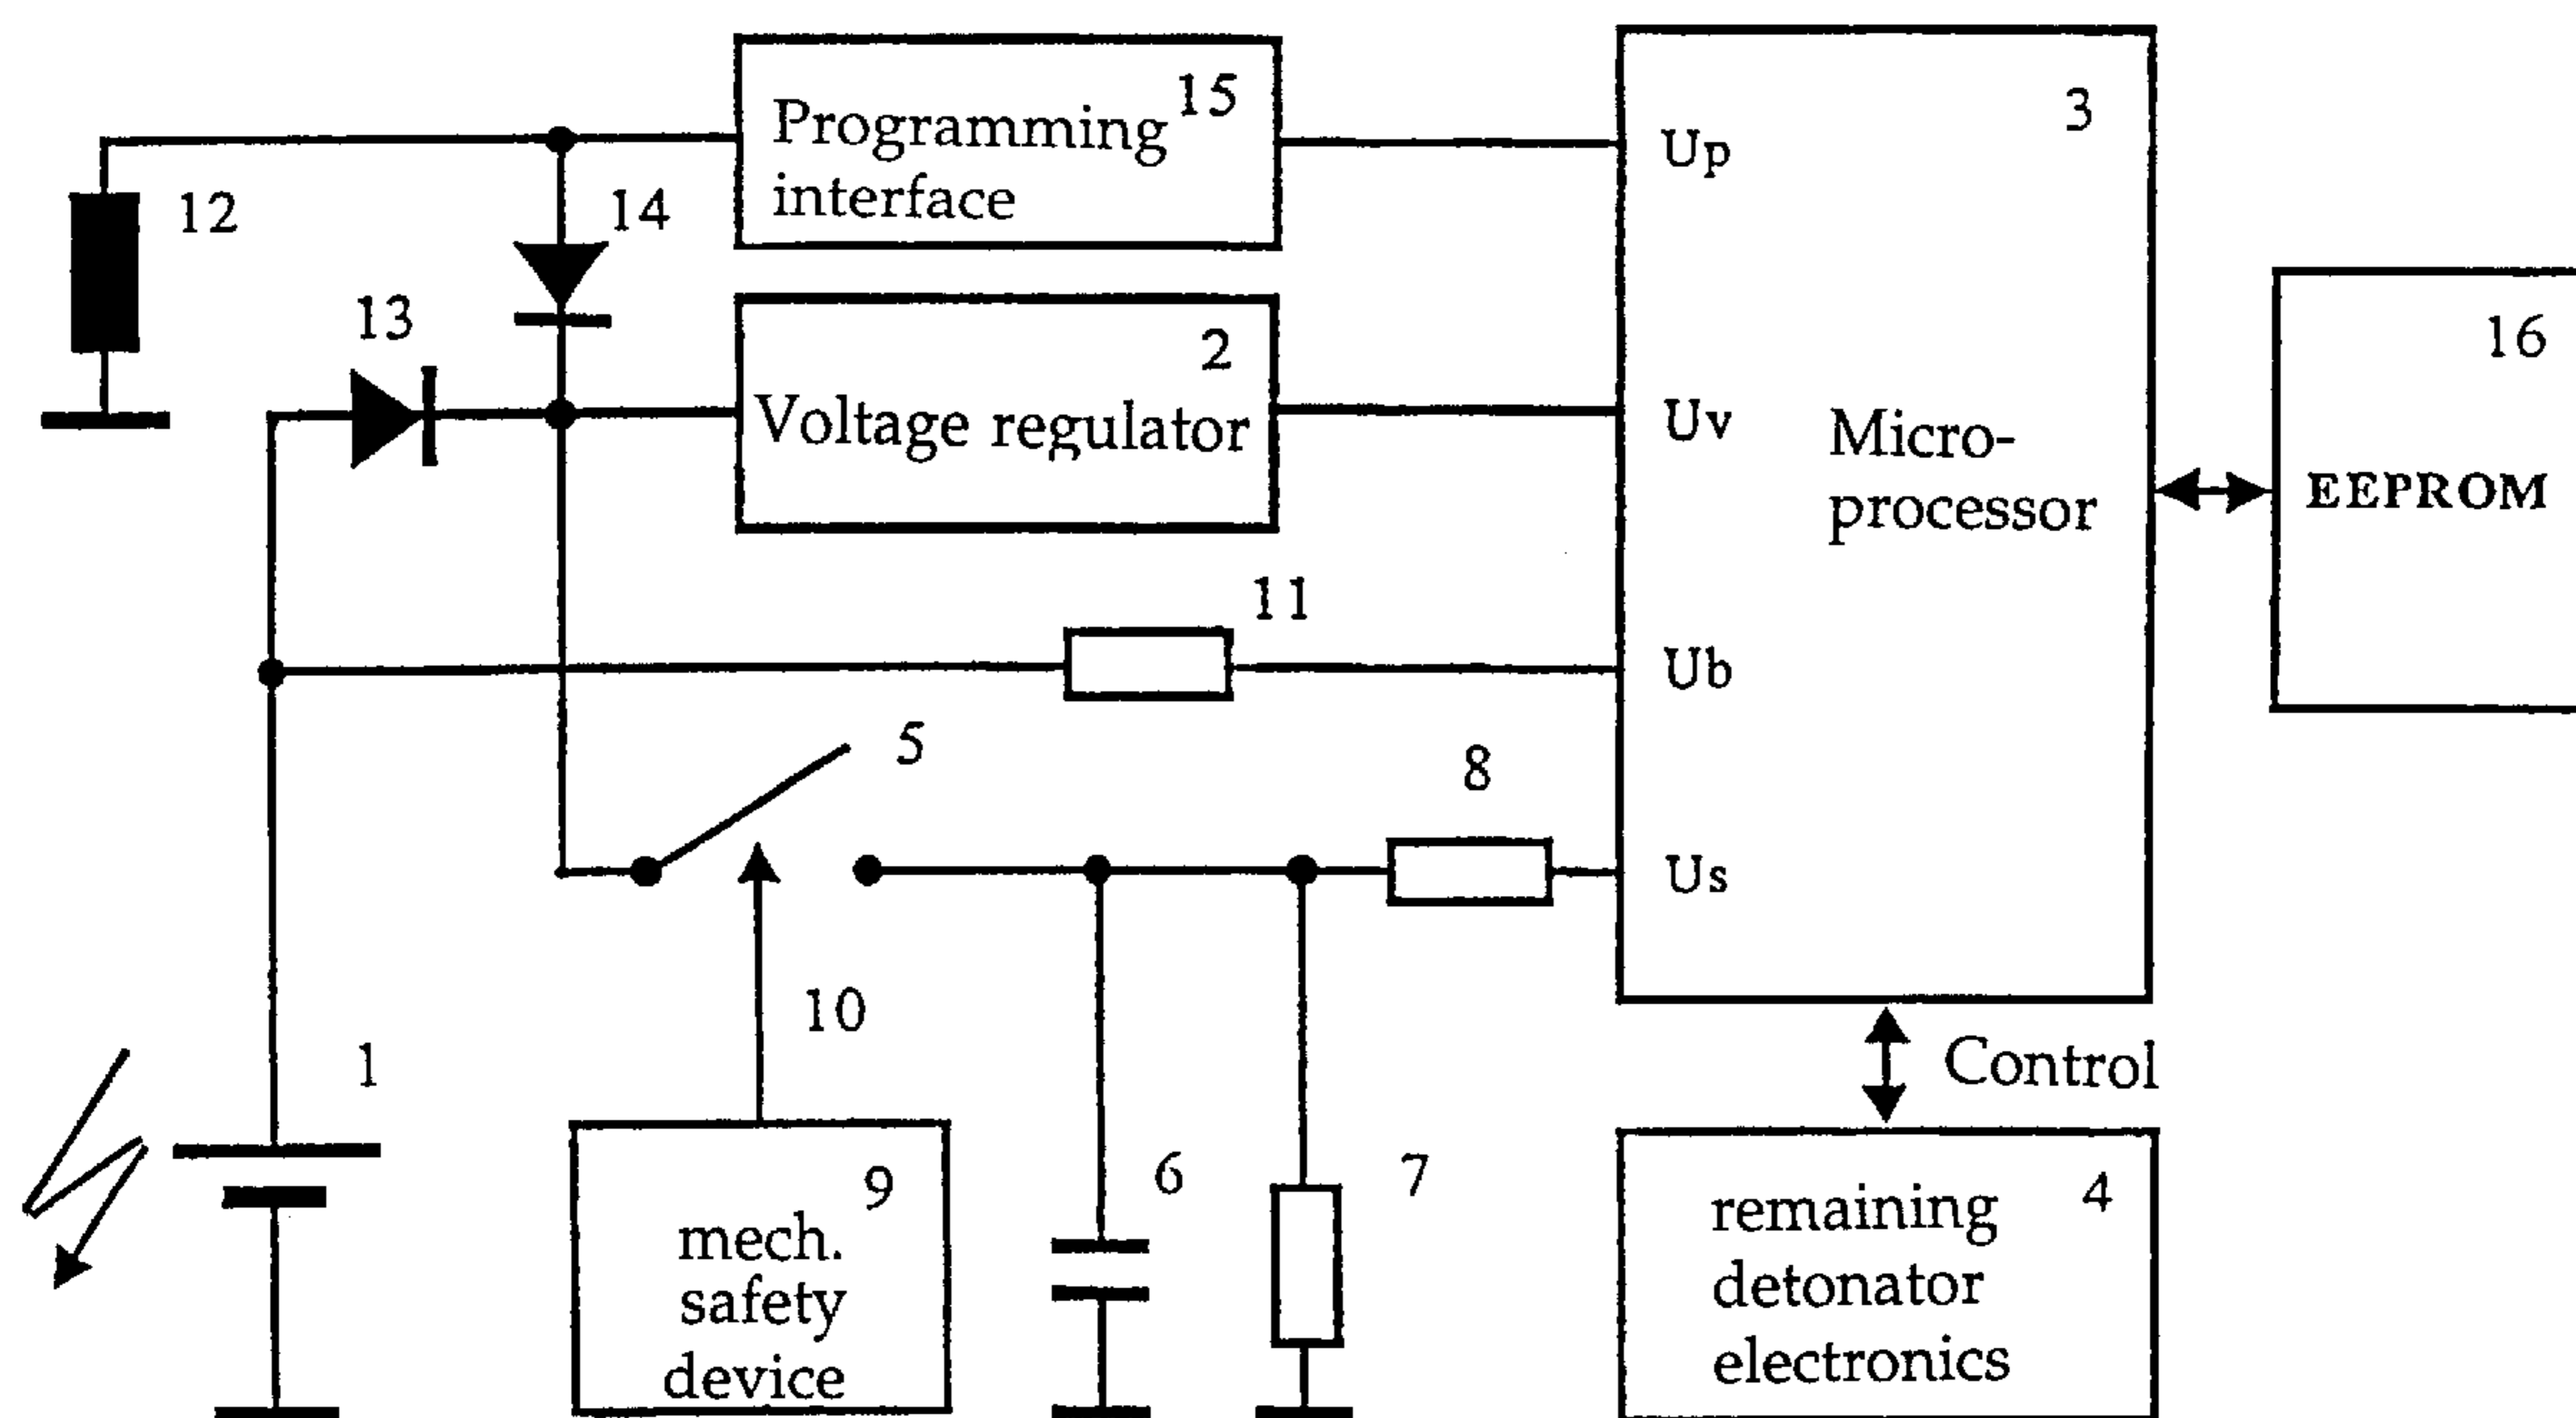 15
Programming
interface
12
14
13
2
Voltage regulator
3
Up
Uv
Ub
Us
Micro-
processor
16
EEPROM
11
5
8
10
1
9
mech.
safety
device
6
7
Control
4
remaining
detonator
electronics